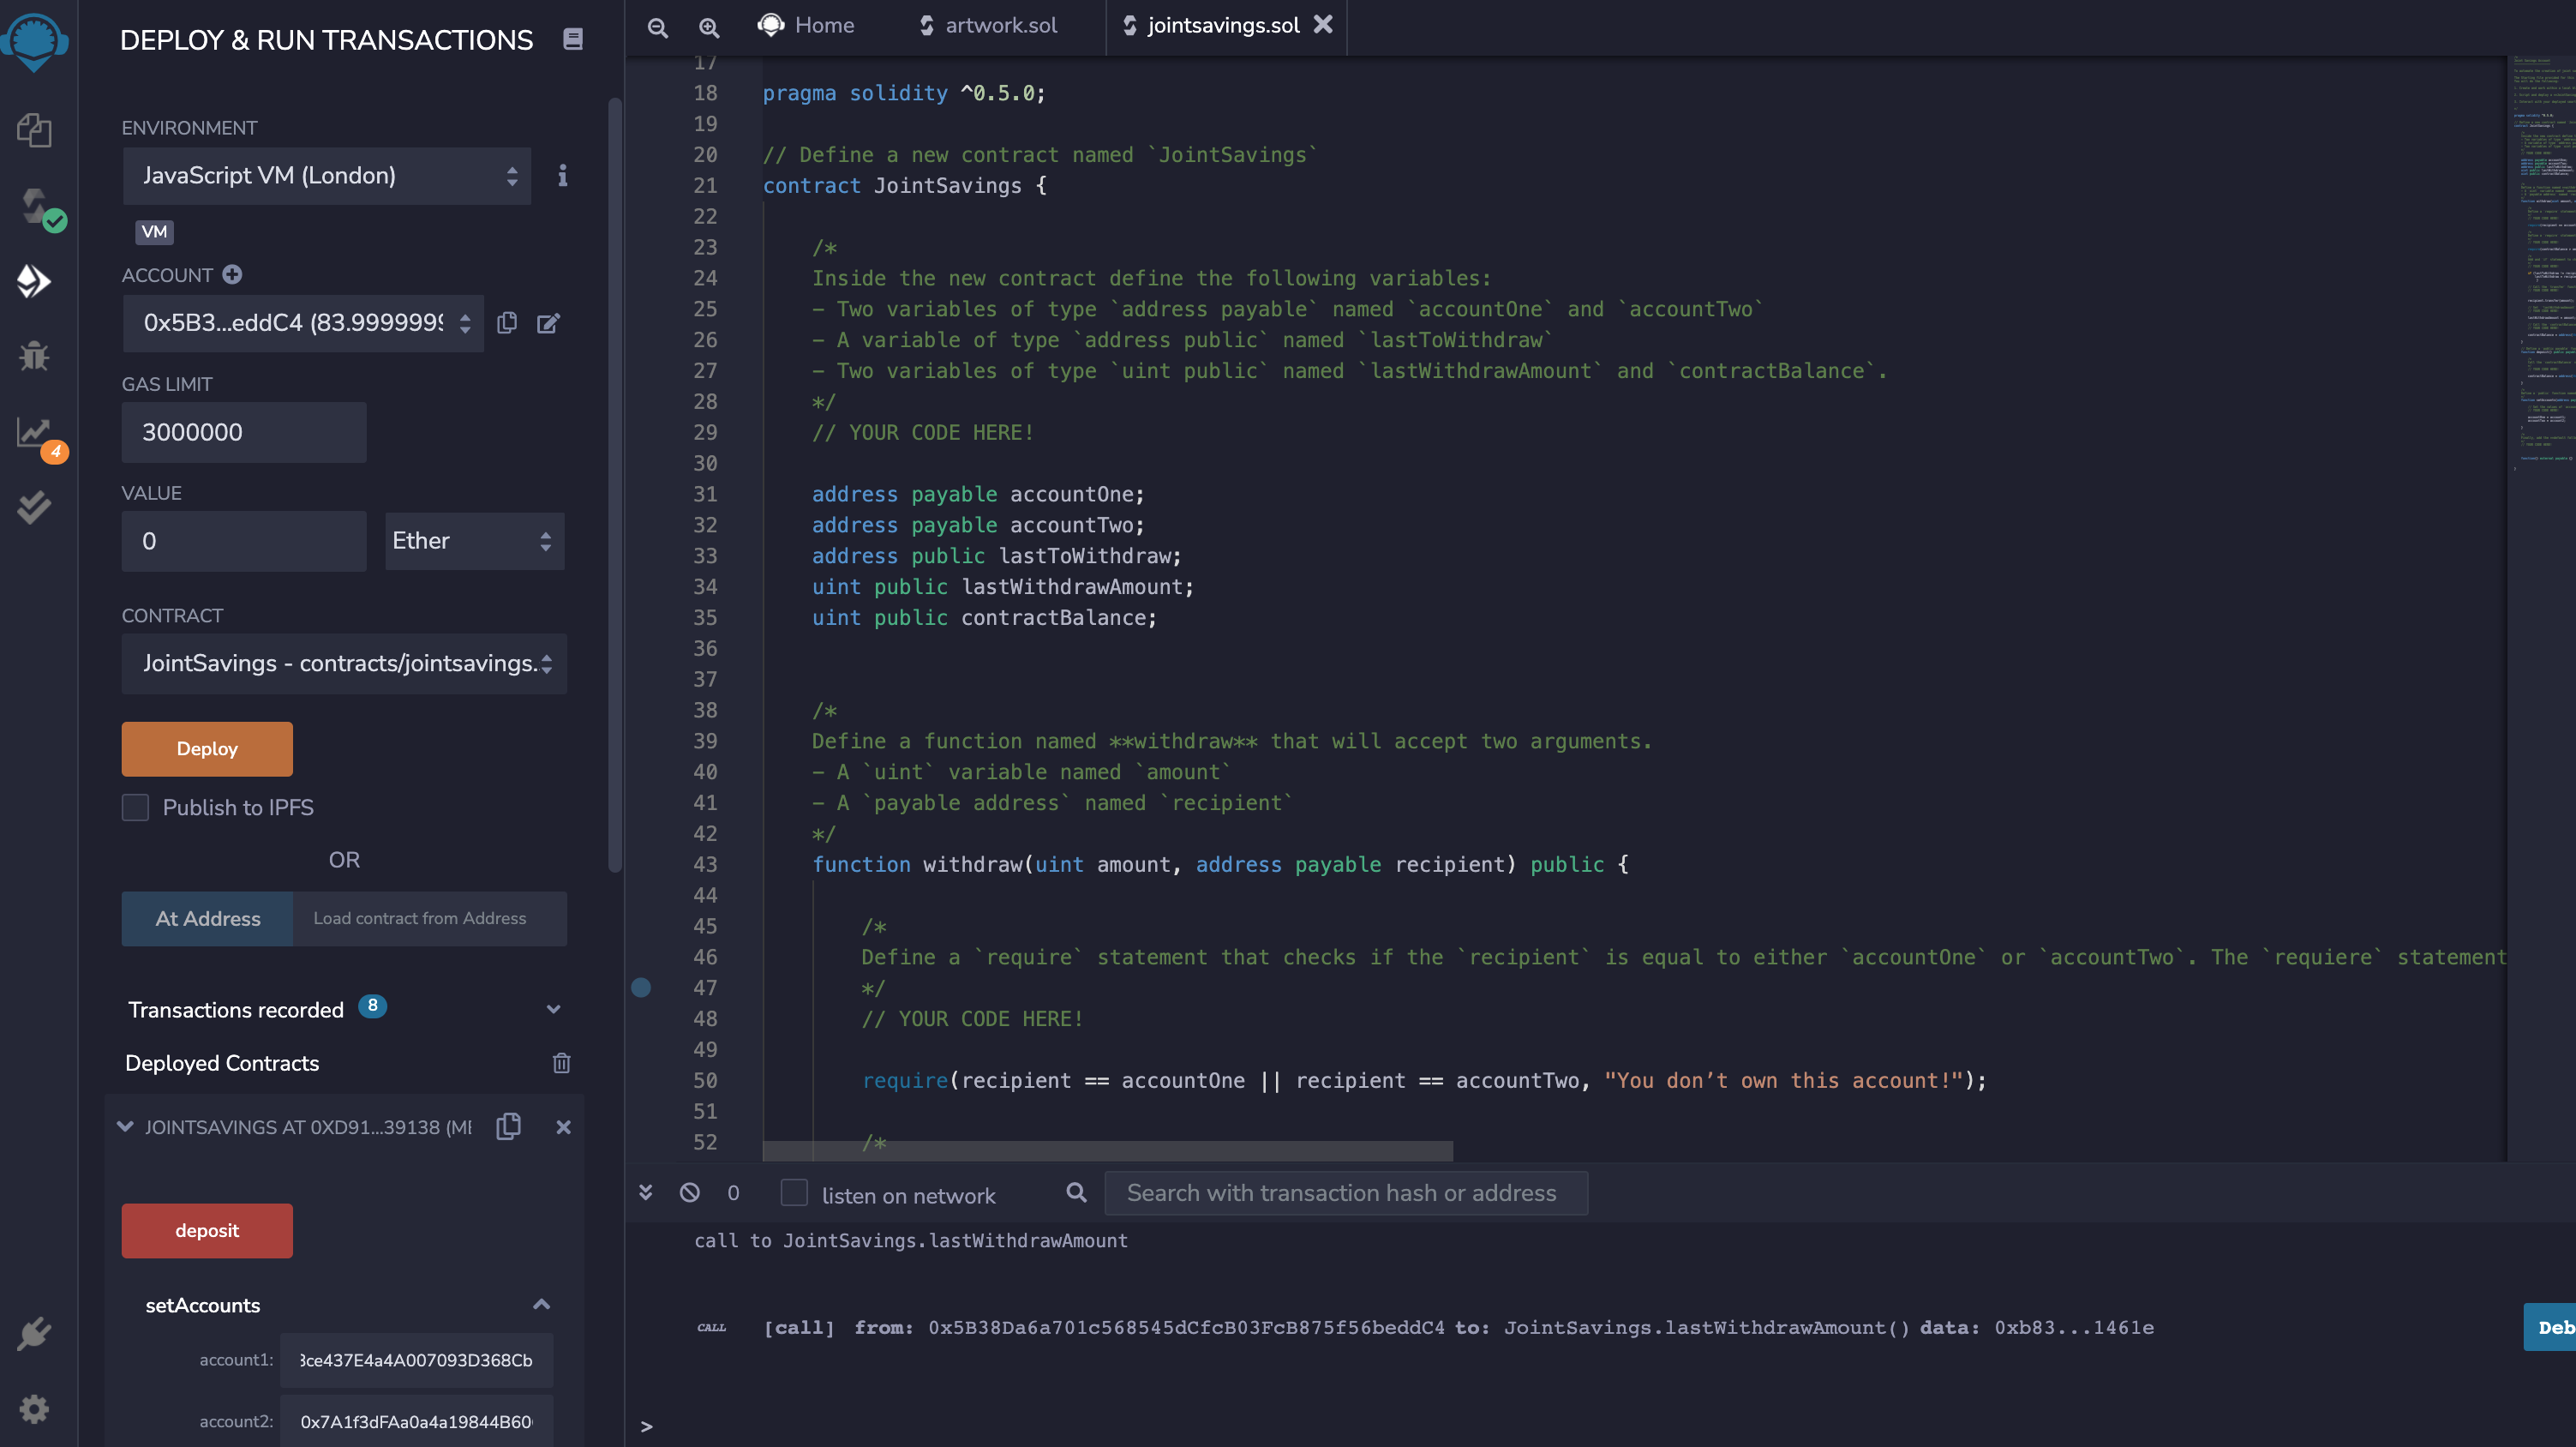 DEPLOY & RUN TRANSACTIONS
ENVIRONMENT
JavaScript VM (London)
VM
ACCOUNT
0x5B3...eddC4 (83.9999999
GAS LIMIT
3000000
VALUE
0
Ether
CONTRACT
JointSavings - contracts/jointsavings.
Deploy
Publish to IPFS
OR
At Address
Load contract from Address
Transactions recorded 8
Deployed Contracts
JOINTSAVINGS AT 0XD91...39138 (ME
deposit
setAccounts
account1: 3ce437E4a4A007093D368Cb
account2: 0x7A1f3dFAa0a4a19844B60
4
Home
artwork.sol
jointsavings.sol
17
18 pragma solidity ^0.5.0;
19
20 // Define a new contract named `JointSavings`
21 contract JointSavings {
22
23 /*
24 Inside the new contract define the following variables:
25 - Two variables of type `address payable` named `accountOne` and `accountTwo`
26 - A variable of type `address public` named `lastToWithdraw`
27 - Two variables of type `uint public` named `lastWithdrawAmount` and `contractBalance`.
28 */
29 // YOUR CODE HERE!
30
31 address payable accountOne;
32 address payable accountTwo;
33 address public lastToWithdraw;
34 uint public lastWithdrawAmount;
35 uint public contractBalance;
36
37
38 /*
39 Define a function named **withdraw** that will accept two arguments.
40 - A `uint` variable named `amount`
41 - A `payable address` named `recipient`
42 */
43 function withdraw(uint amount, address payable recipient) public {
44
45 /*
46 Define a `require` statement that checks if the `recipient` is equal to either `accountOne` or `accountTwo`. The `requiere` statement
47 */
48 // YOUR CODE HERE!
49
50 require(recipient == accountOne || recipient == accountTwo, "You don’t own this account!");
51
52 /*
0
listen on network
Search with transaction hash or address
call to JointSavings.lastWithdrawAmount
CALL [call] from: 0x5B38Da6a701c568545dCfcB03FcB875f56beddC4 to: JointSavings.lastWithdrawAmount() data: 0xb83...1461e
Deb
>